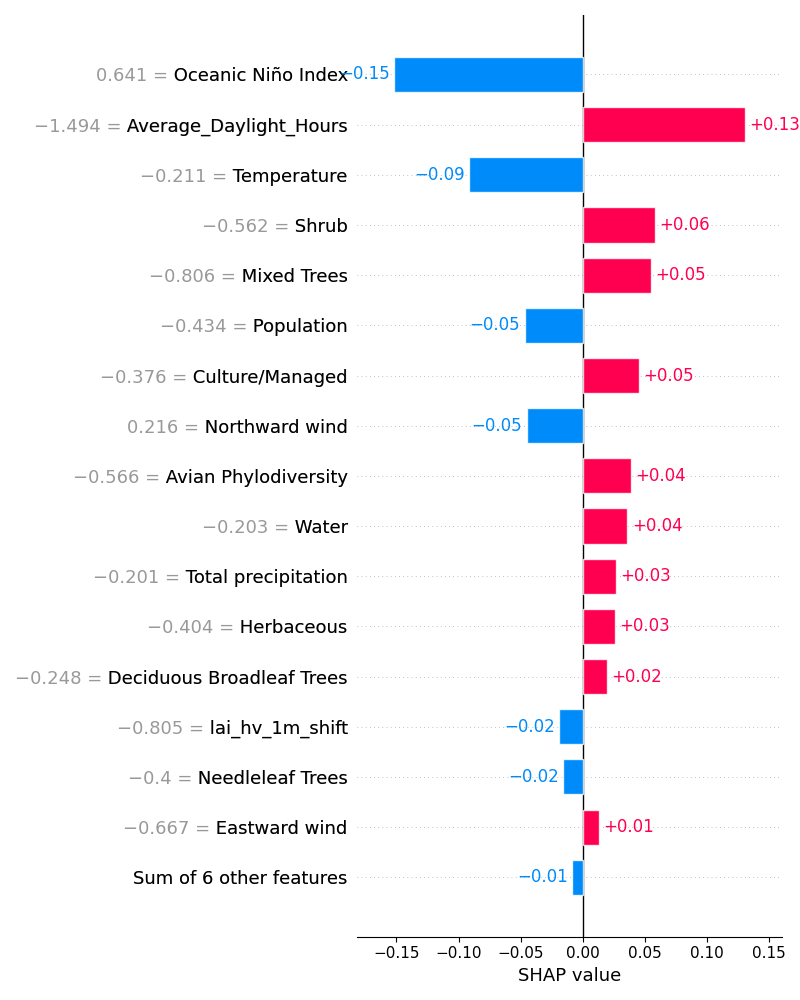 0.641 = Oceanic Niño Index −0.15
−1.494 = Average_Daylight_Hours +0.13
−0.211 = Temperature −0.09
−0.562 = Shrub +0.06
−0.806 = Mixed Trees +0.05
−0.434 = Population −0.05
−0.376 = Culture/Managed +0.05
0.216 = Northward wind −0.05
−0.566 = Avian Phylodiversity +0.04
−0.203 = Water +0.04
−0.201 = Total precipitation +0.03
−0.404 = Herbaceous +0.03
−0.248 = Deciduous Broadleaf Trees +0.02
−0.805 = lai_hv_1m_shift −0.02
−0.4 = Needleleaf Trees −0.02
−0.667 = Eastward wind +0.01
Sum of 6 other features −0.01
−0.15 −0.10 −0.05 0.00 0.05 0.10 0.15
SHAP value